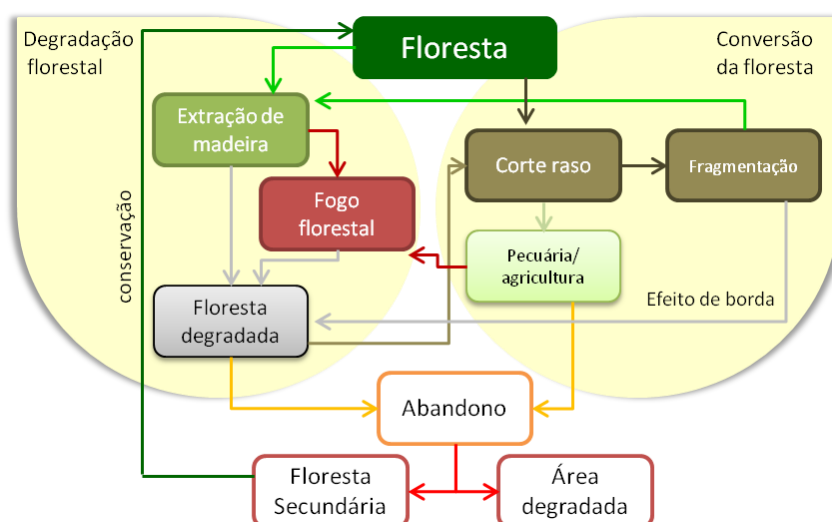 Degradação
florestal
Floresta
Conversão
da floresta
Extração de
madeira
Corte raso
Fragmentação
Fogo
florestal
conservação
Pecuária/
agricultura
Efeito de borda
Floresta
degradada
Abandono
Floresta
Secundária
Área
degradada